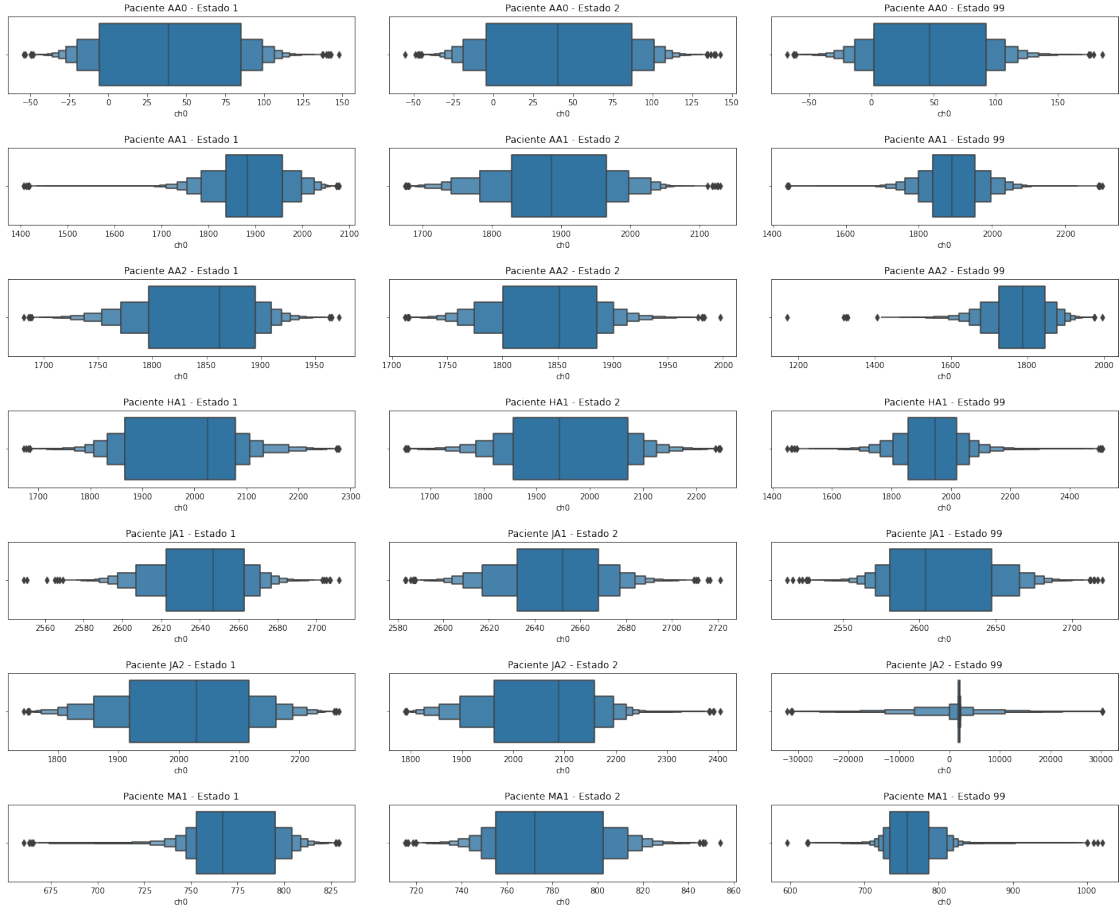 Paciente AA0 - Estado 1 Paciente AA0 - Estado 2 Paciente AA0 - Estado 99
−50 −25 0 25 50 75 100 125 150 −50 −25 0 25 50 75 100 125 150 −50 0 50 100 150
ch0 ch0 ch0
Paciente AA1 - Estado 1 Paciente AA1 - Estado 2 Paciente AA1 - Estado 99
1400 1500 1600 1700 1800 1900 2000 2100 1700 1800 1900 2000 2100 1400 1600 1800 2000 2200
ch0 ch0 ch0
Paciente AA2 - Estado 1 Paciente AA2 - Estado 2 Paciente AA2 - Estado 99
1700 1750 1800 1850 1900 1950 1700 1750 1800 1850 1900 1950 2000 1200 1400 1600 1800 2000
ch0 ch0 ch0
Paciente HA1 - Estado 1 Paciente HA1 - Estado 2 Paciente HA1 - Estado 99
1700 1800 1900 2000 2100 2200 2300 1700 1800 1900 2000 2100 2200 1400 1600 1800 2000 2200 2400
ch0 ch0 ch0
Paciente JA1 - Estado 1 Paciente JA1 - Estado 2 Paciente JA1 - Estado 99
2560 2580 2600 2620 2640 2660 2680 2700 2580 2600 2620 2640 2660 2680 2700 2720 2550 2600 2650 2700
ch0 ch0 ch0
Paciente JA2 - Estado 1 Paciente JA2 - Estado 2 Paciente JA2 - Estado 99
1800 1900 2000 2100 2200 1800 1900 2000 2100 2200 2300 2400 −30000 −20000 −10000 0 10000 20000 30000
ch0 ch0 ch0
Paciente MA1 - Estado 1 Paciente MA1 - Estado 2 Paciente MA1 - Estado 99
675 700 725 750 775 800 825 720 740 760 780 800 820 840 860 600 700 800 900 1000
ch0 ch0 ch0